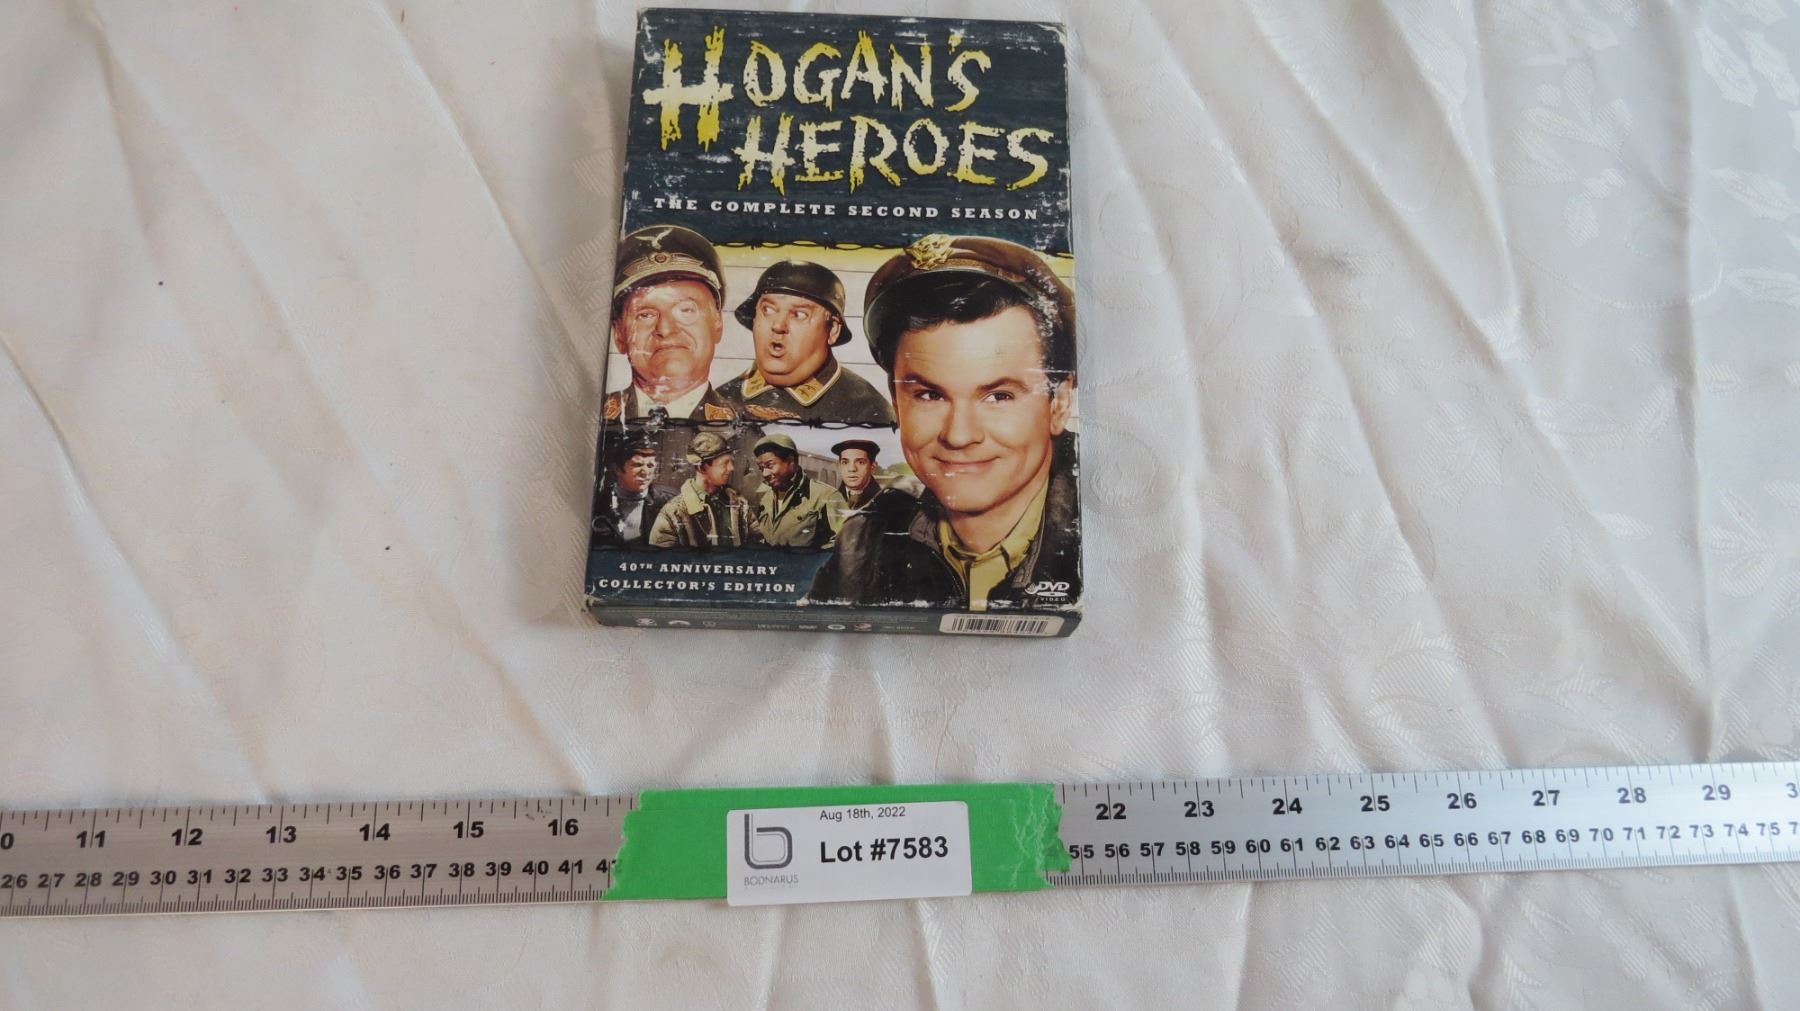 HOGAN'S
HEROES
THE COMPLETE SECOND SEASON
40TH ANNIVERSARY
COLLECTOR'S EDITION
DVD
VIDEO
0 11 12 13 14 15 16 22 23 24 25 26 27 28 29 3
26 27 28 29 30 31 32 33 34 35 36 37 38 39 40 41 42 55 56 57 58 59 60 61 62 63 64 65 66 67 68 69 70 71 72 73 74 75 7
Aug 18th, 2022
Lot #7583
b
BODNARUS